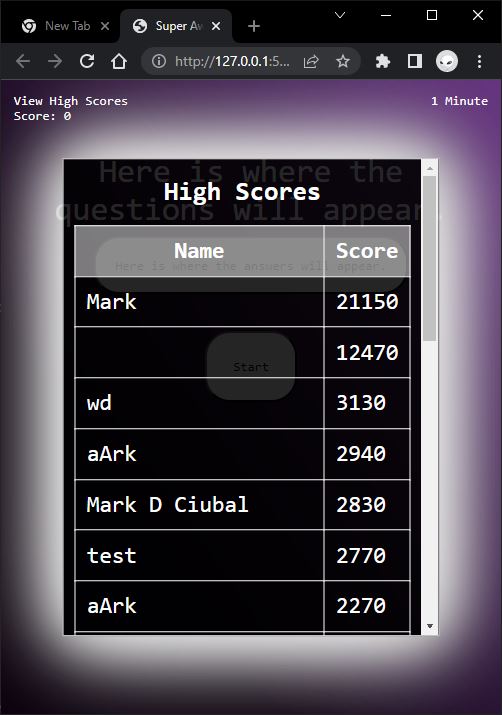 New Tab
Super Aw
http://127.0.0.1:5...
View High Scores
1 Minute
Score: 0
Here is where the
High Scores
questions will appear.
Name Score
Here is where the answers will appear.
Mark 21150
12470
Start
wd 3130
aArk 2940
Mark D Ciubal 2830
test 2770
aArk 2270